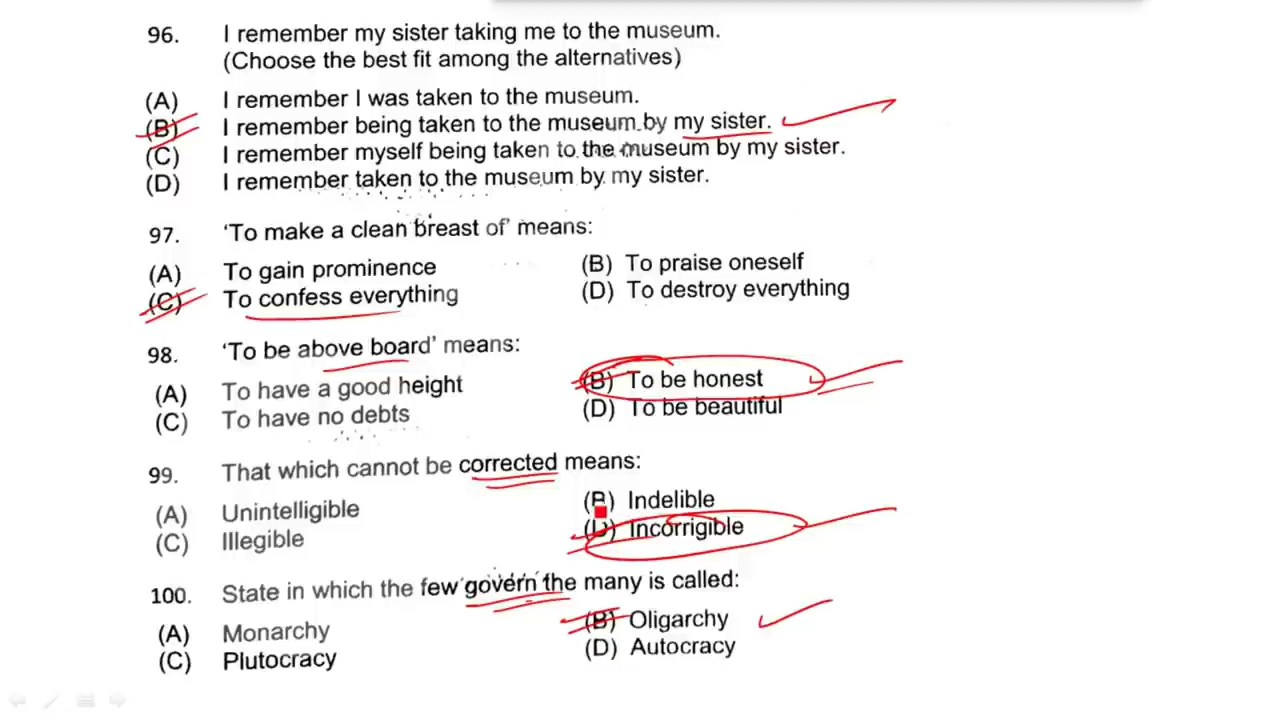 96. I remember my sister taking me to the museum.
(Choose the best fit among the alternatives)
(A) I remember I was taken to the museum.
(B) I remember being taken to the museum by my sister.
(C) I remember myself being taken to the museum by my sister.
(D) I remember taken to the museum by my sister.
97. 'To make a clean breast of' means:
(A) To gain prominence (B) To praise oneself
(C) To confess everything (D) To destroy everything
98. 'To be above board' means:
(A) To have a good height (B) To be honest
(C) To have no debts (D) To be beautiful
99. That which cannot be corrected means:
(A) Unintelligible (B) Indelible
(C) Illegible (D) Incorrigible
100. State in which the few govern the many is called:
(A) Monarchy (B) Oligarchy
(C) Plutocracy (D) Autocracy